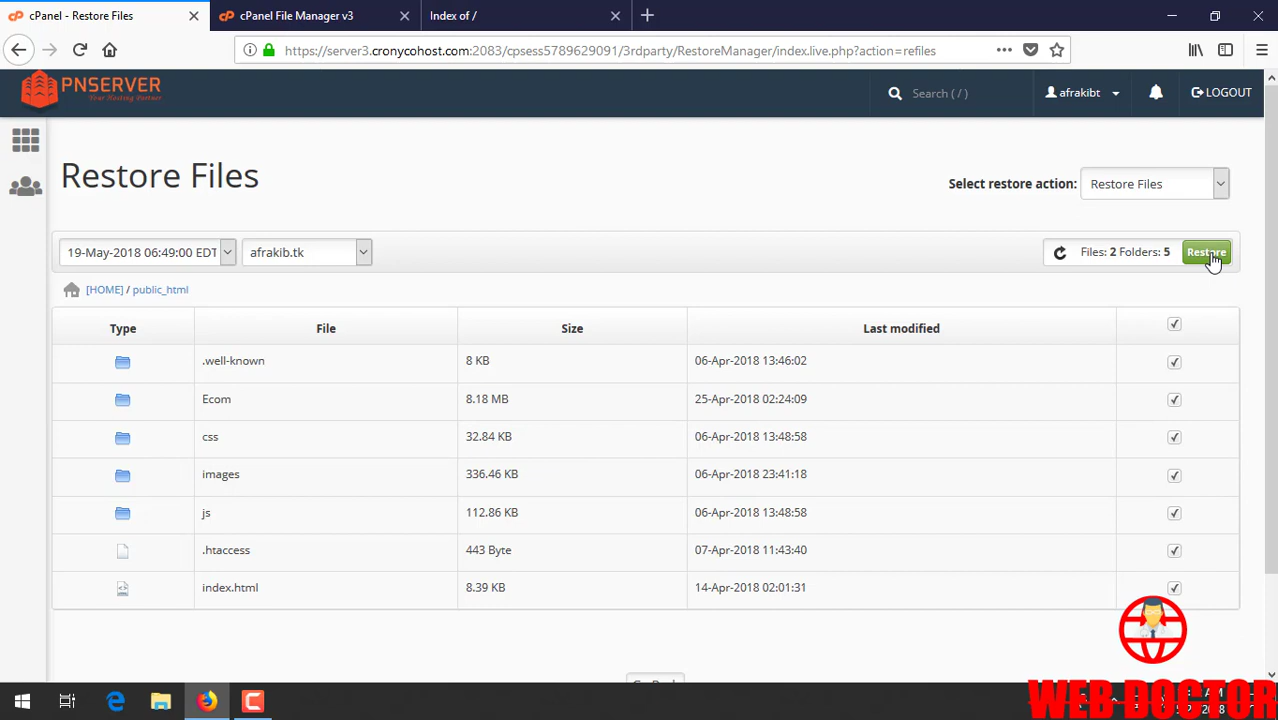 cPanel - Restore Files
cPanel File Manager v3
Index of /
https://server3.cronycohost.com:2083/cpsess5789629091/3rdparty/RestoreManager/index.live.php?action=refiles
PNSERVER
Your Hosting Partner
Search ( / )
afrakibt
LOGOUT
Restore Files
Select restore action: Restore Files
19-May-2018 06:49:00 EDT
afrakib.tk
Files: 2 Folders: 5
Restore
[HOME] / public_html
Type File Size Last modified
.well-known 8 KB 06-Apr-2018 13:46:02
Ecom 8.18 MB 25-Apr-2018 02:24:09
css 32.84 KB 06-Apr-2018 13:48:58
images 336.46 KB 06-Apr-2018 23:41:18
js 112.86 KB 06-Apr-2018 13:48:58
.htaccess 443 Byte 07-Apr-2018 11:43:40
index.html 8.39 KB 14-Apr-2018 02:01:31
WEB DOCTOR